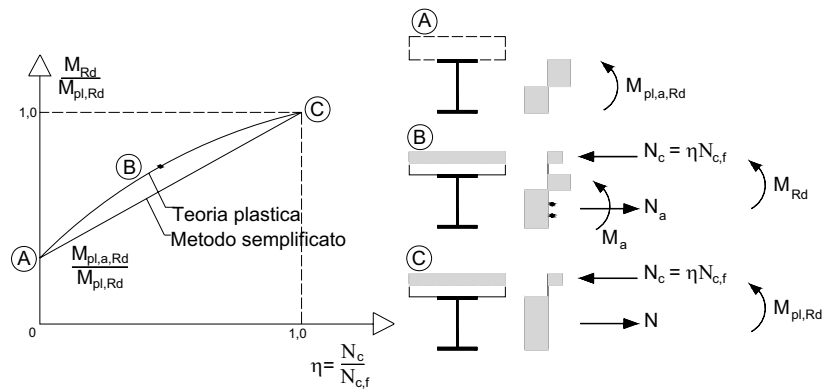 M_Rd
M_pl,Rd
1,0
C
B
Teoria plastica
Metodo semplificato
A
M_pl,a,Rd
M_pl,Rd
0
1,0
η= N_c
N_c,f
A
M_pl,a,Rd
B
N_c = ηN_c,f
M_Rd
N_a
M_a
C
N_c = ηN_c,f
M_pl,Rd
N